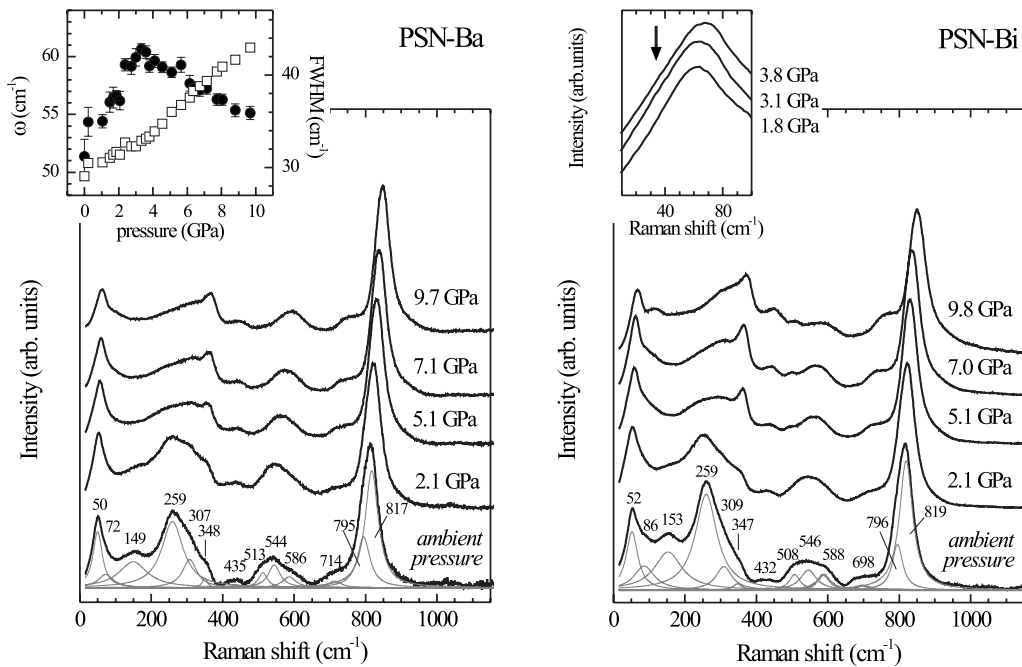 PSN-Ba
60
55
50
ω (cm⁻¹)
40
30
FWHM (cm⁻¹)
0 2 4 6 8 10
pressure (GPa)
Intensity (arb. units)
9.7 GPa
7.1 GPa
5.1 GPa
2.1 GPa
ambient
pressure
50
72
149
259
307
348
435
513
544
586
714
795
817
0 200 400 600 800 1000
Raman shift (cm⁻¹)
PSN-Bi
Intensity (arb.units)
3.8 GPa
3.1 GPa
1.8 GPa
40 80
Raman shift (cm⁻¹)
Intensity (arb. units)
9.8 GPa
7.0 GPa
5.1 GPa
2.1 GPa
ambient
pressure
52
86
153
259
309
347
432
508
546
588
698
796
819
0 200 400 600 800 1000
Raman shift (cm⁻¹)